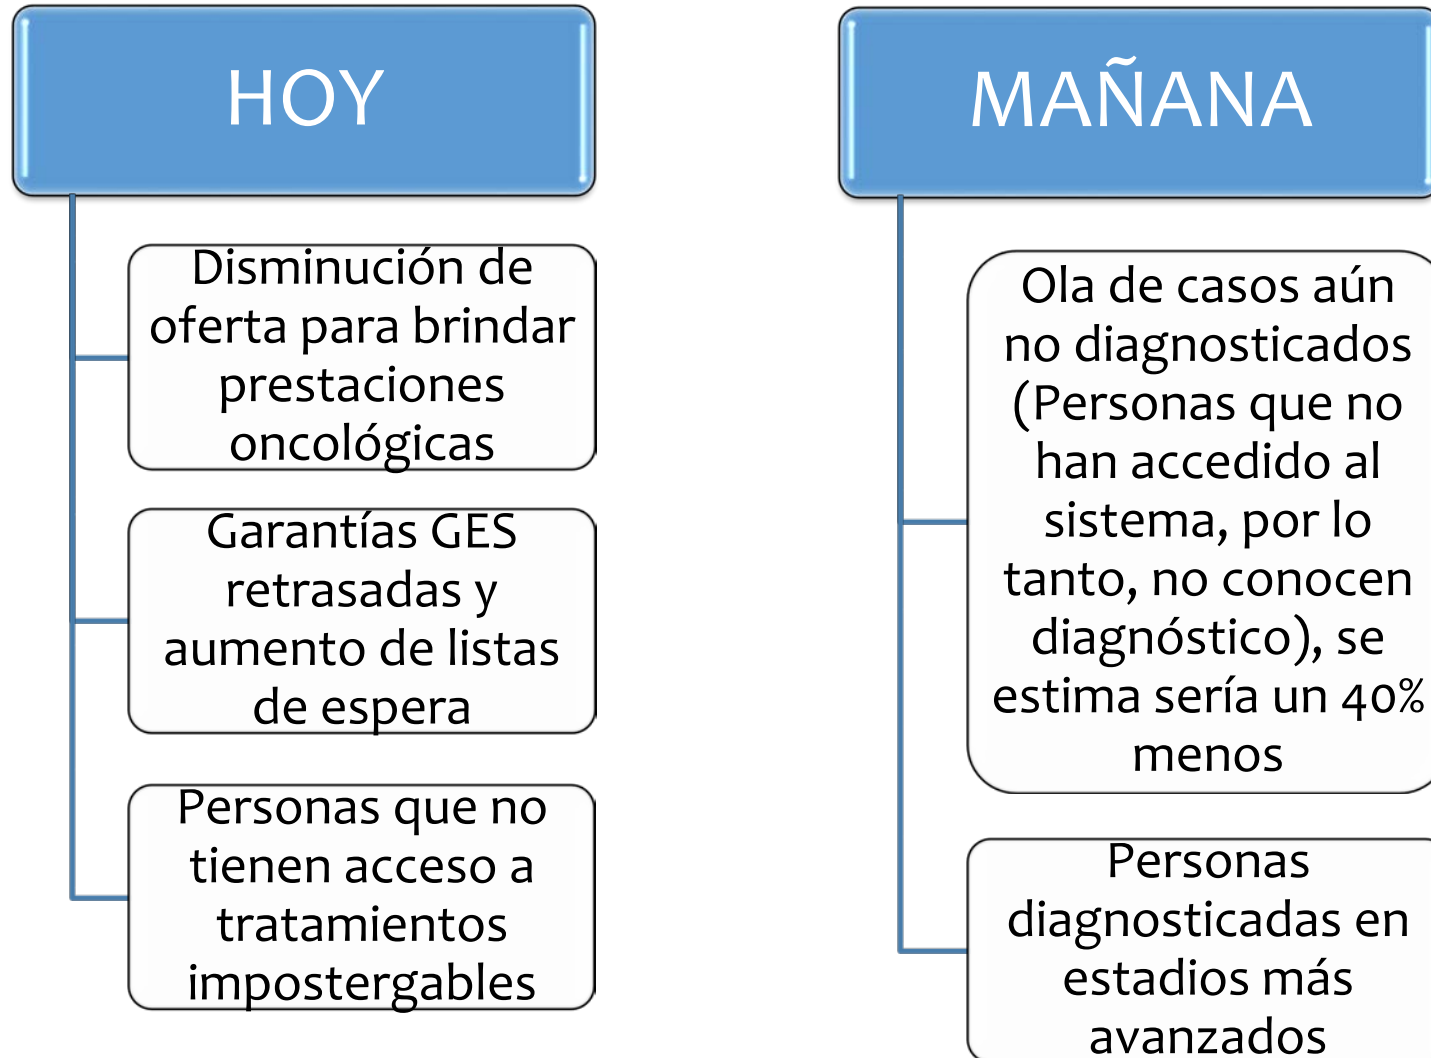 HOY
Disminución de
oferta para brindar
prestaciones
oncológicas
Garantías GES
retrasadas y
aumento de listas
de espera
Personas que no
tienen acceso a
tratamientos
impostergables
MAÑANA
Ola de casos aún
no diagnosticados
(Personas que no
han accedido al
sistema, por lo
tanto, no conocen
diagnóstico), se
estima sería un 40%
menos
Personas
diagnosticadas en
estadios más
avanzados